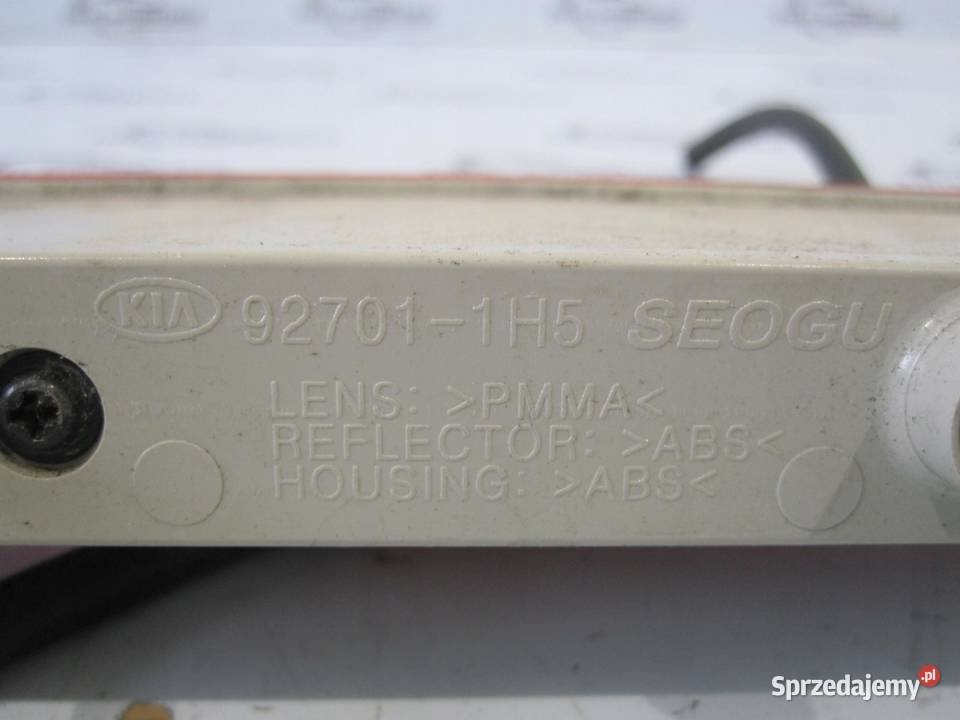 KIA 92701-1H5 SEOGU
LENS: >PMMA<
REFLECTOR: >ABS<
HOUSING: >ABS<
Sprzedajemy.pl